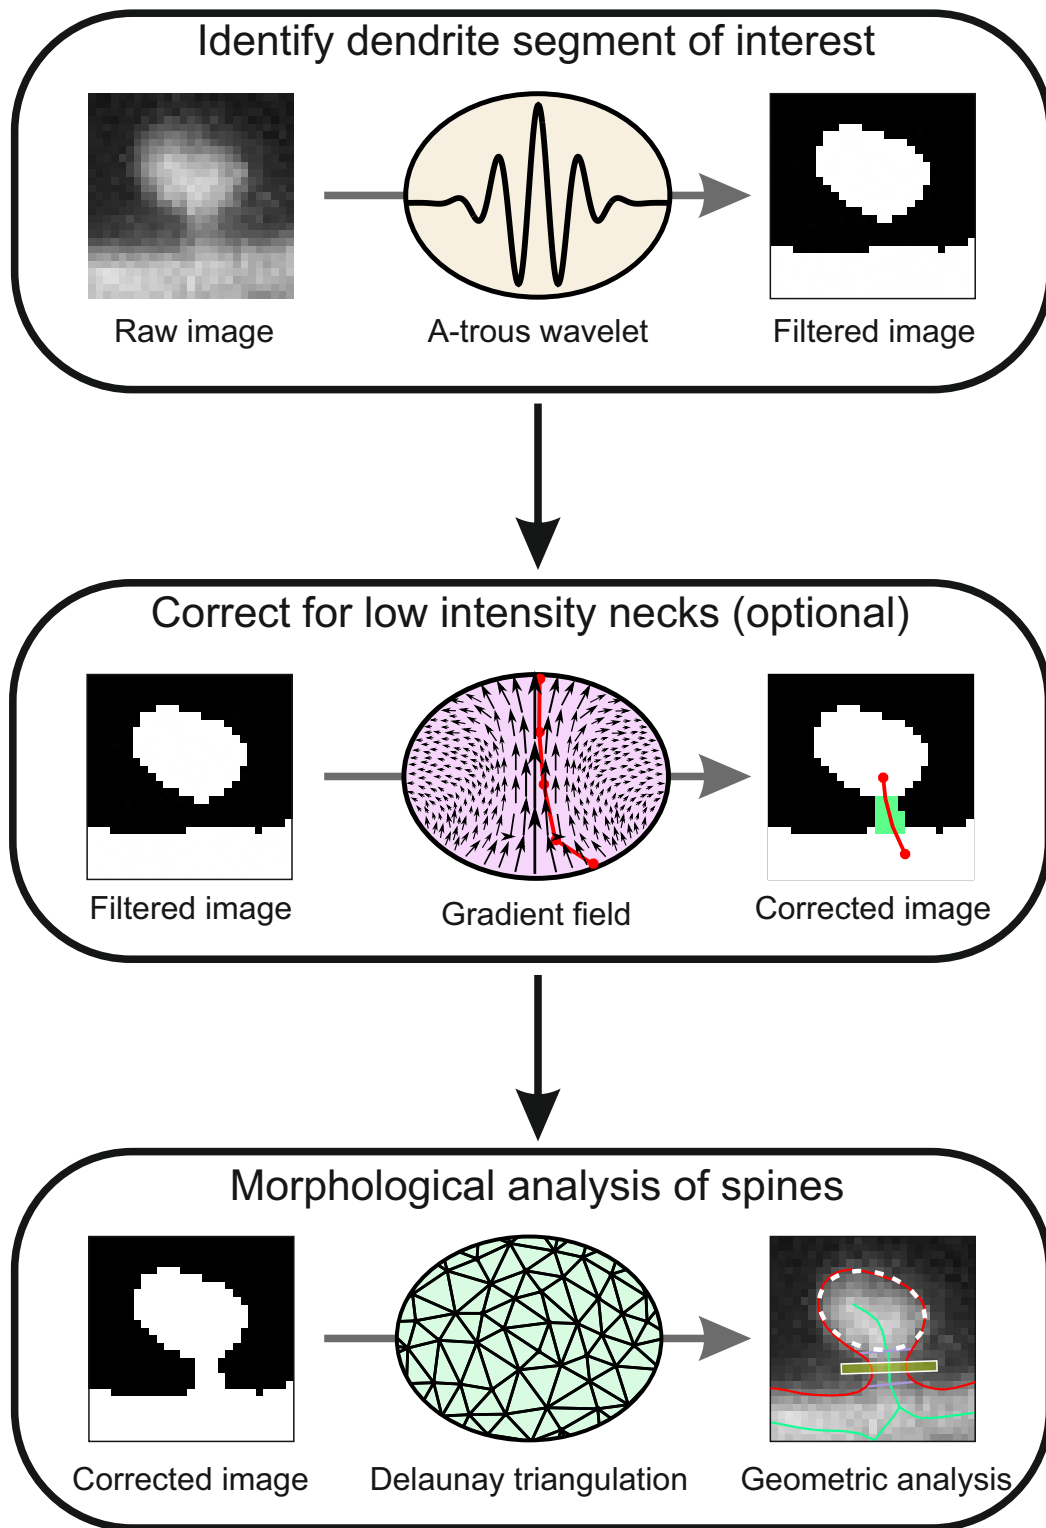 Identify dendrite segment of interest
Raw image
A-trous wavelet
Filtered image
Correct for low intensity necks (optional)
Filtered image
Gradient field
Corrected image
Morphological analysis of spines
Corrected image
Delaunay triangulation
Geometric analysis